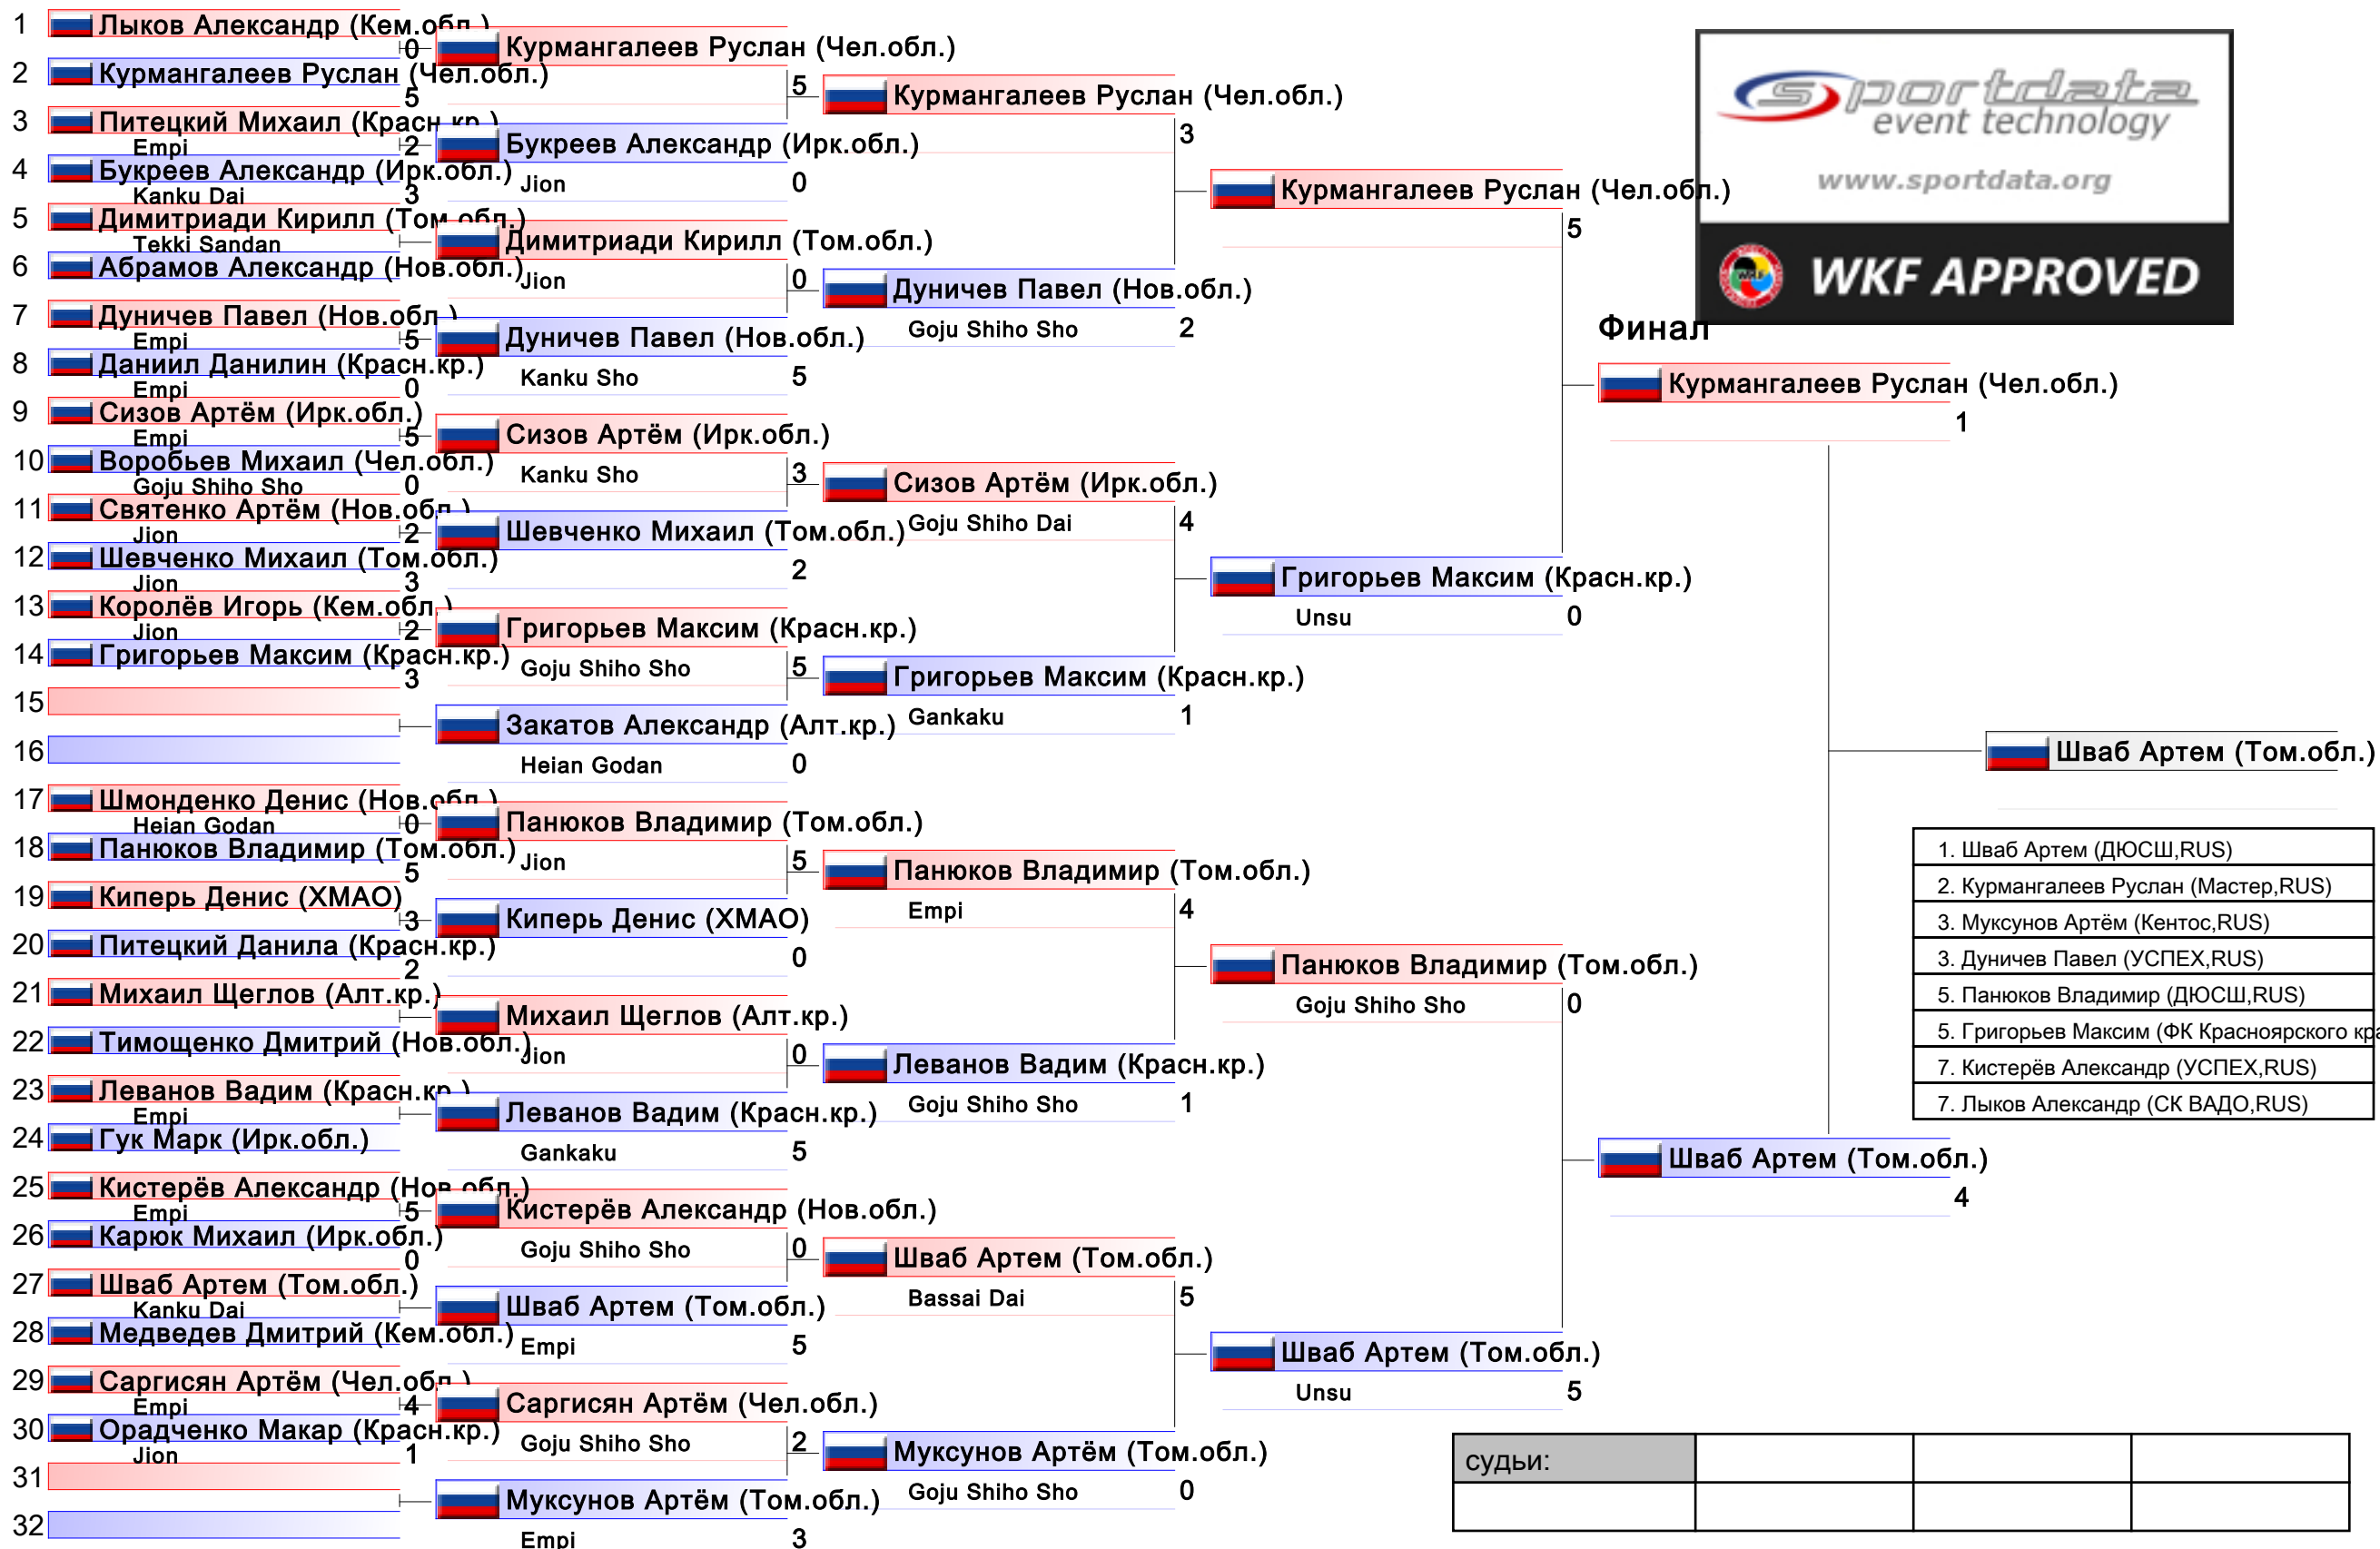 1 Лыков Александр (Кем.обл.)
0
2 Курмангалеев Руслан (Чел.обл.)
5
3 Питецкий Михаил (Красн.кр.)
Empi 2
4 Букреев Александр (Ирк.обл.)
Kanku Dai 3
5 Димитриади Кирилл (Том.обл.)
Tekki Sandan
6 Абрамов Александр (Нов.обл.)
7 Дуничев Павел (Нов.обл.)
Empi 5
8 Даниил Данилин (Красн.кр.)
Empi 0
9 Сизов Артём (Ирк.обл.)
Empi 5
10 Воробьев Михаил (Чел.обл.)
Goju Shiho Sho 0
11 Святенко Артём (Нов.обл.)
Jion 2
12 Шевченко Михаил (Том.обл.)
Jion 3
13 Королёв Игорь (Кем.обл.)
Jion 2
14 Григорьев Максим (Красн.кр.)
3
15
16
17 Шмонденко Денис (Нов.обл.)
Heian Godan 0
18 Панюков Владимир (Том.обл.)
5
19 Киперь Денис (ХМАО)
3
20 Питецкий Данила (Красн.кр.)
2
21 Михаил Щеглов (Алт.кр.)
22 Тимощенко Дмитрий (Нов.обл.)
23 Леванов Вадим (Красн.кр.)
Empi
24 Гук Марк (Ирк.обл.)
25 Кистерёв Александр (Нов.обл.)
Empi 5
26 Карюк Михаил (Ирк.обл.)
0
27 Шваб Артем (Том.обл.)
Kanku Dai
28 Медведев Дмитрий (Кем.обл.)
29 Саргисян Артём (Чел.обл.)
Empi 4
30 Орадченко Макар (Красн.кр.)
Jion 1
31
32
Курмангалеев Руслан (Чел.обл.)
5
Букреев Александр (Ирк.обл.)
Jion 0
Димитриади Кирилл (Том.обл.)
Jion 0
Дуничев Павел (Нов.обл.)
Kanku Sho 5
Сизов Артём (Ирк.обл.)
Kanku Sho 3
Шевченко Михаил (Том.обл.)
2
Григорьев Максим (Красн.кр.)
Goju Shiho Sho 5
Закатов Александр (Алт.кр.)
Heian Godan 0
Панюков Владимир (Том.обл.)
Jion 5
Киперь Денис (ХМАО)
0
Михаил Щеглов (Алт.кр.)
Jion 0
Леванов Вадим (Красн.кр.)
Gankaku 5
Кистерёв Александр (Нов.обл.)
Goju Shiho Sho 0
Шваб Артем (Том.обл.)
Empi 5
Саргисян Артём (Чел.обл.)
Goju Shiho Sho 2
Муксунов Артём (Том.обл.)
Empi 3
Курмангалеев Руслан (Чел.обл.)
3
Дуничев Павел (Нов.обл.)
Goju Shiho Sho 2
Сизов Артём (Ирк.обл.)
Goju Shiho Dai 4
Григорьев Максим (Красн.кр.)
Gankaku 1
Панюков Владимир (Том.обл.)
Empi 4
Леванов Вадим (Красн.кр.)
Goju Shiho Sho 1
Шваб Артем (Том.обл.)
Bassai Dai 5
Муксунов Артём (Том.обл.)
Goju Shiho Sho 0
Курмангалеев Руслан (Чел.обл.)
5
Григорьев Максим (Красн.кр.)
Unsu 0
Панюков Владимир (Том.обл.)
Goju Shiho Sho 0
Шваб Артем (Том.обл.)
Unsu 5
sportdata
event technology
www.sportdata.org
WKF
WKF APPROVED
Финал
Курмангалеев Руслан (Чел.обл.)
1
Шваб Артем (Том.обл.)
4
Шваб Артем (Том.обл.)
1. Шваб Артем (ДЮСШ,RUS)
2. Курмангалеев Руслан (Мастер,RUS)
3. Муксунов Артём (Кентос,RUS)
3. Дуничев Павел (УСПЕХ,RUS)
5. Панюков Владимир (ДЮСШ,RUS)
5. Григорьев Максим (ФК Красноярского кра
7. Кистерёв Александр (УСПЕХ,RUS)
7. Лыков Александр (СК ВАДО,RUS)
судьи: